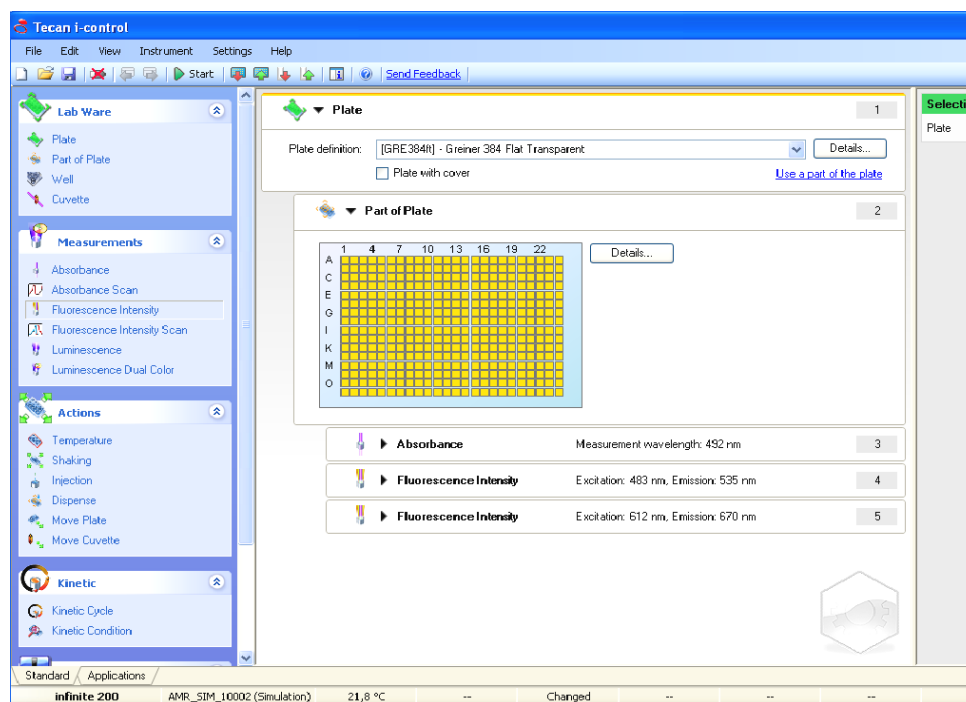 Tecan i-control
File Edit View Instrument Settings Help
Start Send Feedback
Lab Ware
Plate
Part of Plate
Well
Cuvette
Measurements
Absorbance
Absorbance Scan
Fluorescence Intensity
Fluorescence Intensity Scan
Luminescence
Luminescence Dual Color
Actions
Temperature
Shaking
Injection
Dispense
Move Plate
Move Cuvette
Kinetic
Kinetic Cycle
Kinetic Condition
Plate 1
Plate definition: [GRE384ft] - Greiner 384 Flat Transparent Details...
Plate with cover Use a part of the plate
Part of Plate 2
1 4 7 10 13 16 19 22
Details...
A
C
E
G
I
K
M
O
Absorbance Measurement wavelength: 492 nm 3
Fluorescence Intensity Excitation: 483 nm, Emission: 535 nm 4
Fluorescence Intensity Excitation: 612 nm, Emission: 670 nm 5
Selecti
Plate
Standard Applications
infinite 200 AMR_SIM_10002 (Simulation) 21,8 °C -- Changed -- -- --